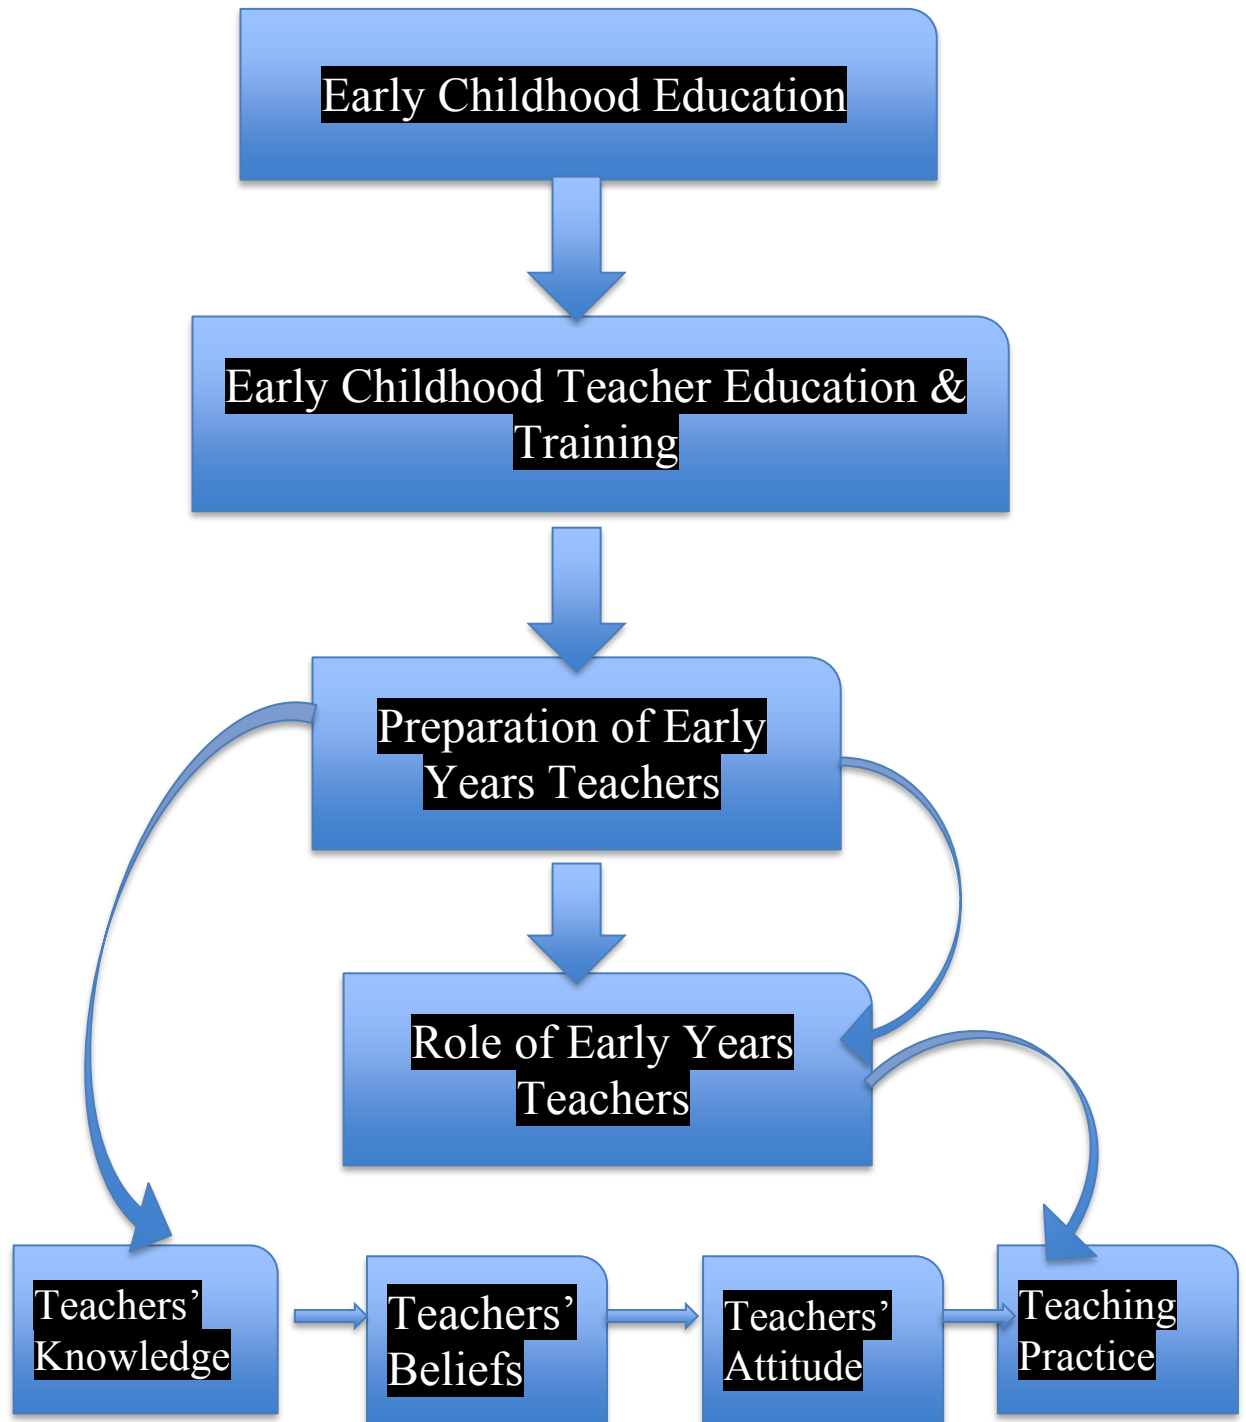 Early Childhood Education
Early Childhood Teacher Education &
Training
Preparation of Early
Years Teachers
Role of Early Years
Teachers
Teachers’
Knowledge
Teachers’
Beliefs
Teachers’
Attitude
Teaching
Practice